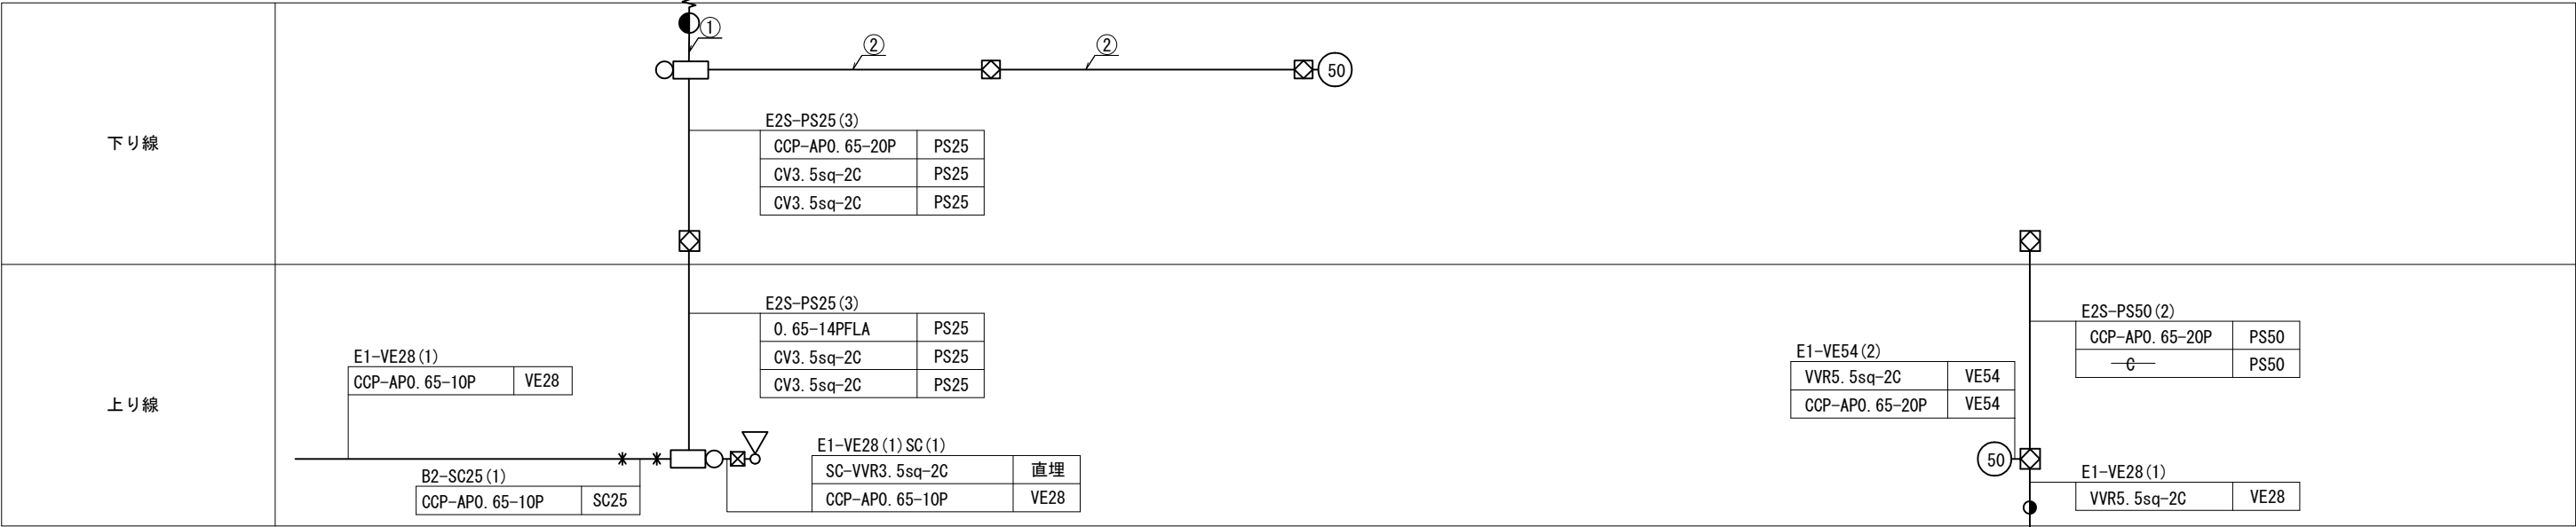 ①
②
②
50
下り線
E2S-PS25(3)
CCP-AP0.65-20P PS25
CV3.5sq-2C PS25
CV3.5sq-2C PS25
上り線
E2S-PS25(3)
0.65-14PFLA PS25
CV3.5sq-2C PS25
CV3.5sq-2C PS25
E1-VE28(1)
CCP-AP0.65-10P VE28
B2-SC25(1)
CCP-AP0.65-10P SC25
E1-VE28(1)SC(1)
SC-VVR3.5sq-2C 直埋
CCP-AP0.65-10P VE28
E1-VE54(2)
VVR5.5sq-2C VE54
CCP-AP0.65-20P VE54
50
E2S-PS50(2)
CCP-AP0.65-20P PS50
C PS50
E1-VE28(1)
VVR5.5sq-2C VE28